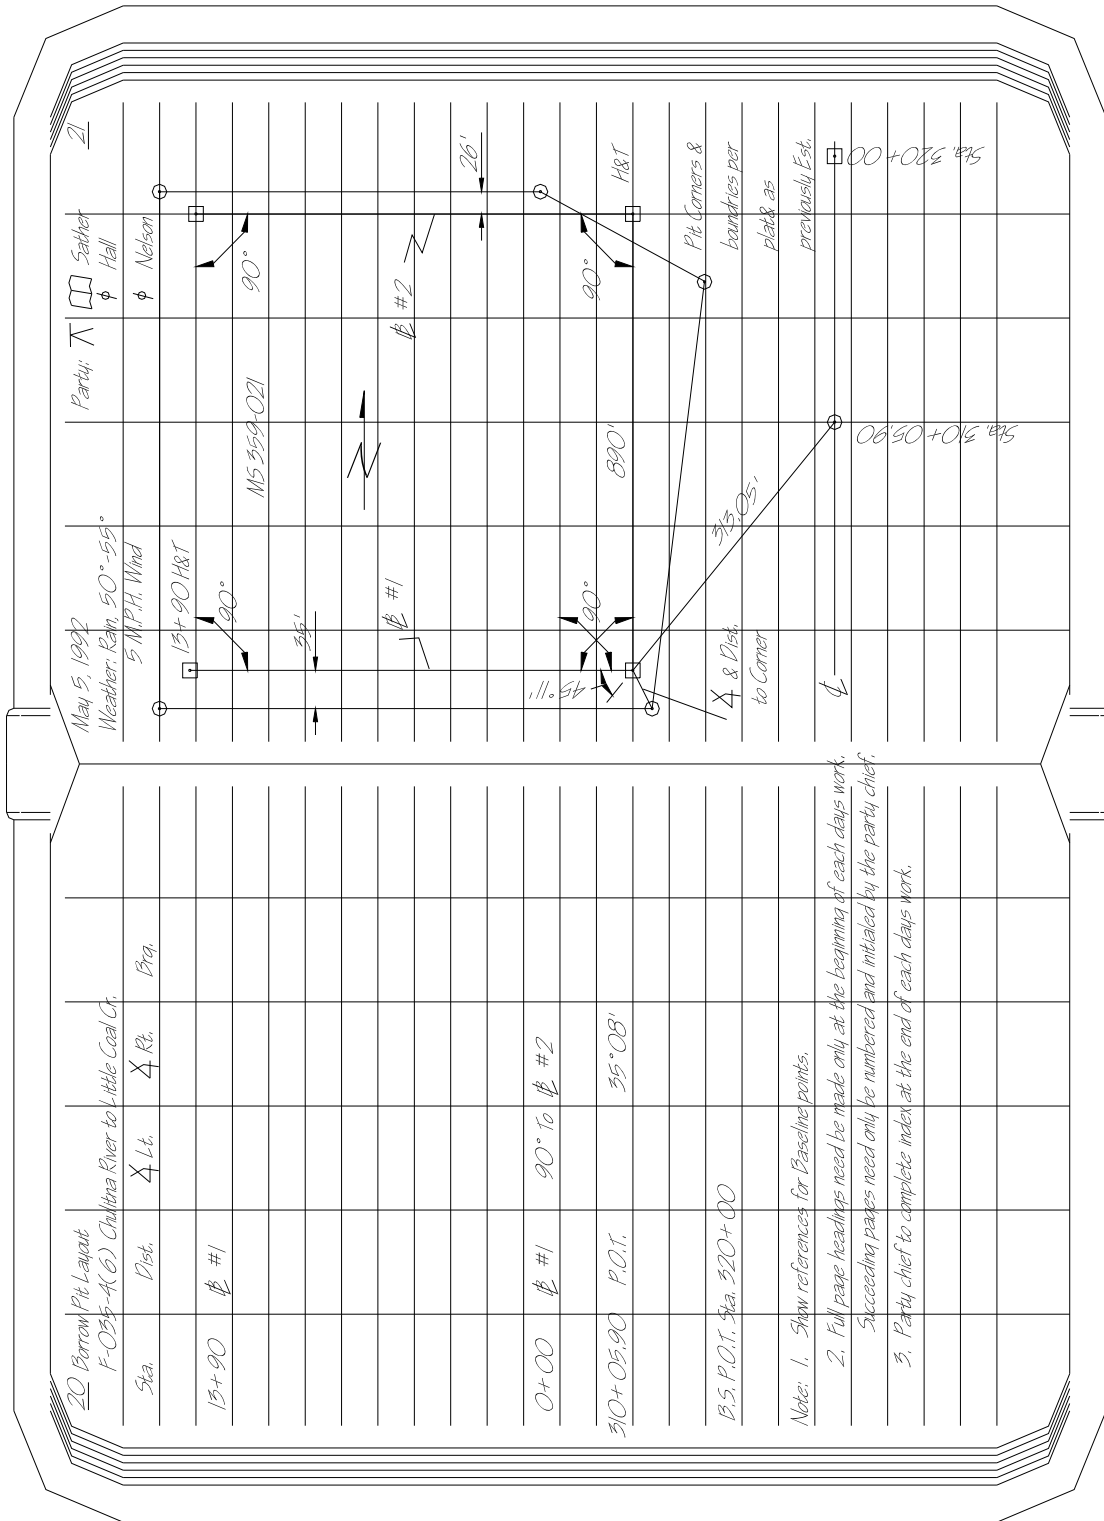 20 Borrow Pit Layout
F-035-4(6) Chulitna River to Little Coal Cr.
Sta. Dist. ∡ Lt. ∡ Rt. Brg.
13+90 ⅊ #1
0+00 ⅊ #1 90° To ⅊ #2
310+05.90 P.O.T. 35°08'
B.S. P.O.T. Sta. 320+00
Note: 1. Show references for Baseline points.
2. Full page headings need be made only at the beginning of each days work.
Succeeding pages need only be numbered and initialed by the party chief.
3. Party chief to complete index at the end of each days work.
May 5, 1992 Party: Sather 21
Weather: Rain, 50°-55° Hall
5 M.P.H. Wind Nelson
13+90 H&T
90°
90°
MS 359-021
35'
26'
#1
#2
45°11'
90°
890'
90°
H&T
313.05'
∡ & Dist.
to Corner
Pit Corners &
boundries per
plat& as
previously Est.
℄
Sta. 310+05.90
Sta. 320+00